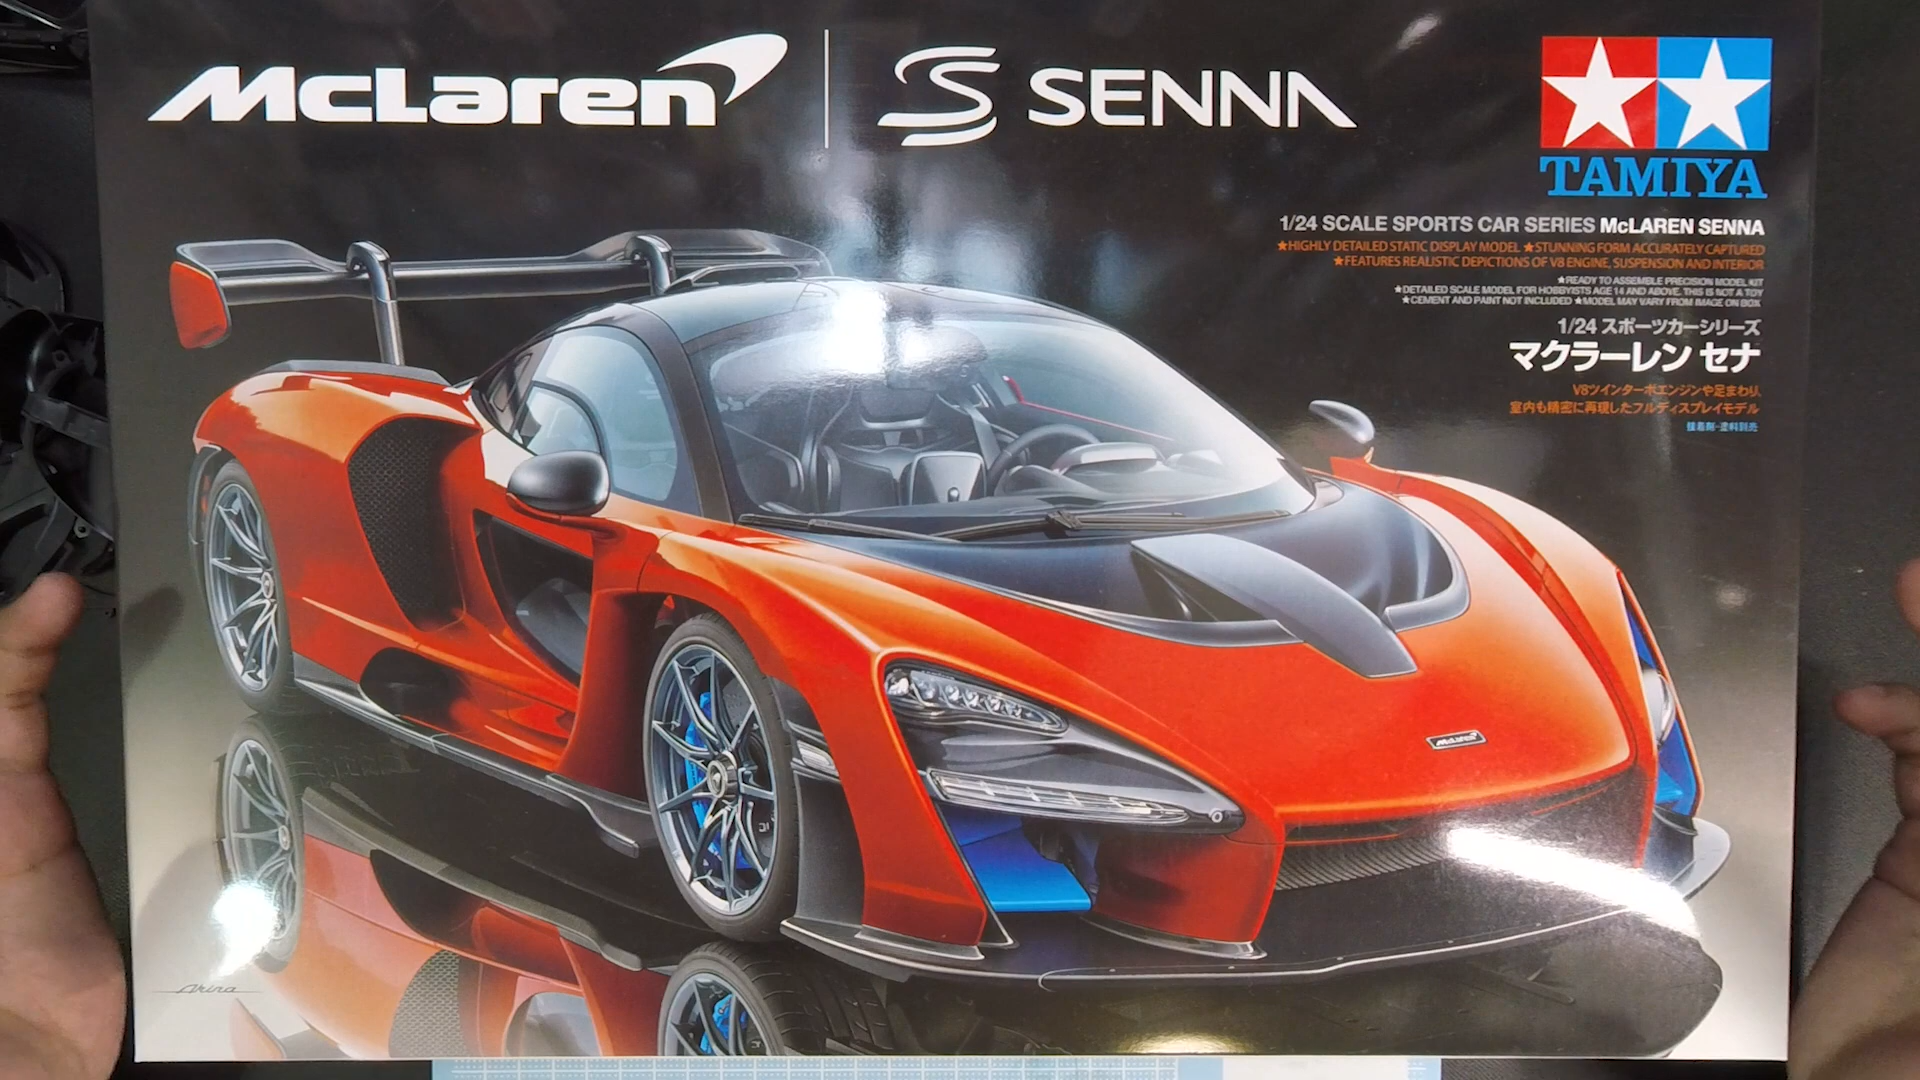 McLaren
SENNA
TAMIYA
1/24 SCALE SPORTS CAR SERIES McLAREN SENNA
★HIGHLY DETAILED STATIC DISPLAY MODEL ★STUNNING FORM ACCURATELY CAPTURED
★FEATURES REALISTIC DEPICTIONS OF V8 ENGINE, SUSPENSION AND INTERIOR
★READY TO ASSEMBLE PRECISION MODEL KIT
★DETAILED SCALE MODEL FOR HOBBYISTS AGE 14 AND ABOVE. THIS IS NOT A TOY
★CEMENT AND PAINT NOT INCLUDED ★MODEL MAY VARY FROM IMAGE ON BOX
1/24 スポーツカーシリーズ
マクラーレン セナ
V8ツインターボエンジンや足まわり、
室内も精密に再現したフルディスプレイモデル
接着剤・塗料別売
McLaren